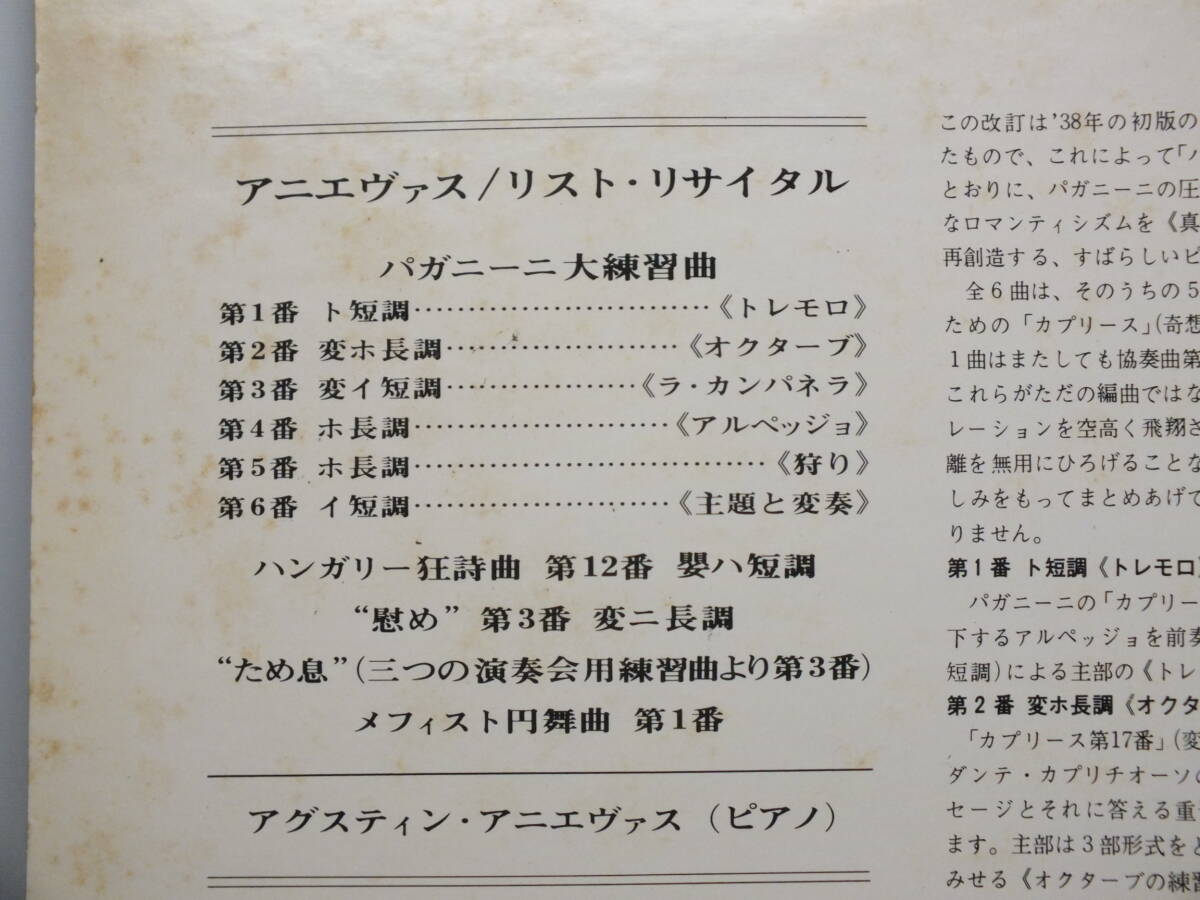 アニエヴァス/リスト・リサイタル
パガニーニ大練習曲
第1番 ト短調……………………………《トレモロ》
第2番 変ホ長調………………………《オクターブ》
第3番 変イ短調…………………《ラ・カンパネラ》
第4番 ホ長調…………………………《アルペッジョ》
第5番 ホ長調……………………………………《狩り》
第6番 イ短調…………………………《主題と変奏》
ハンガリー狂詩曲 第12番 嬰ハ短調
“慰め” 第3番 変ニ長調
“ため息”(三つの演奏会用練習曲より第3番)
メフィスト円舞曲 第1番
アグスティン・アニエヴァス (ピアノ)
この改訂は'38年の初版の
たもので、これによって「パ
とおりに、パガニーニの圧
なロマンティシズムを《真
再創造する、すばらしいピ
全6曲は、そのうちの5
ための「カプリース」(奇想
1曲はまたしても協奏曲第
これらがただの編曲ではな
レーションを空高く飛翔さ
離を無用にひろげることな
しみをもってまとめあげて
りません。
第1番 ト短調《トレモロ》
パガニーニの「カプリー
下するアルペッジョを前奏
短調)による主部の《トレ
第2番 変ホ長調《オクタ
「カプリース第17番」(変
ダンテ・カプリチオーソの
セージとそれに答える重
ます。主部は3部形式をと
みせる《オクターブの練習